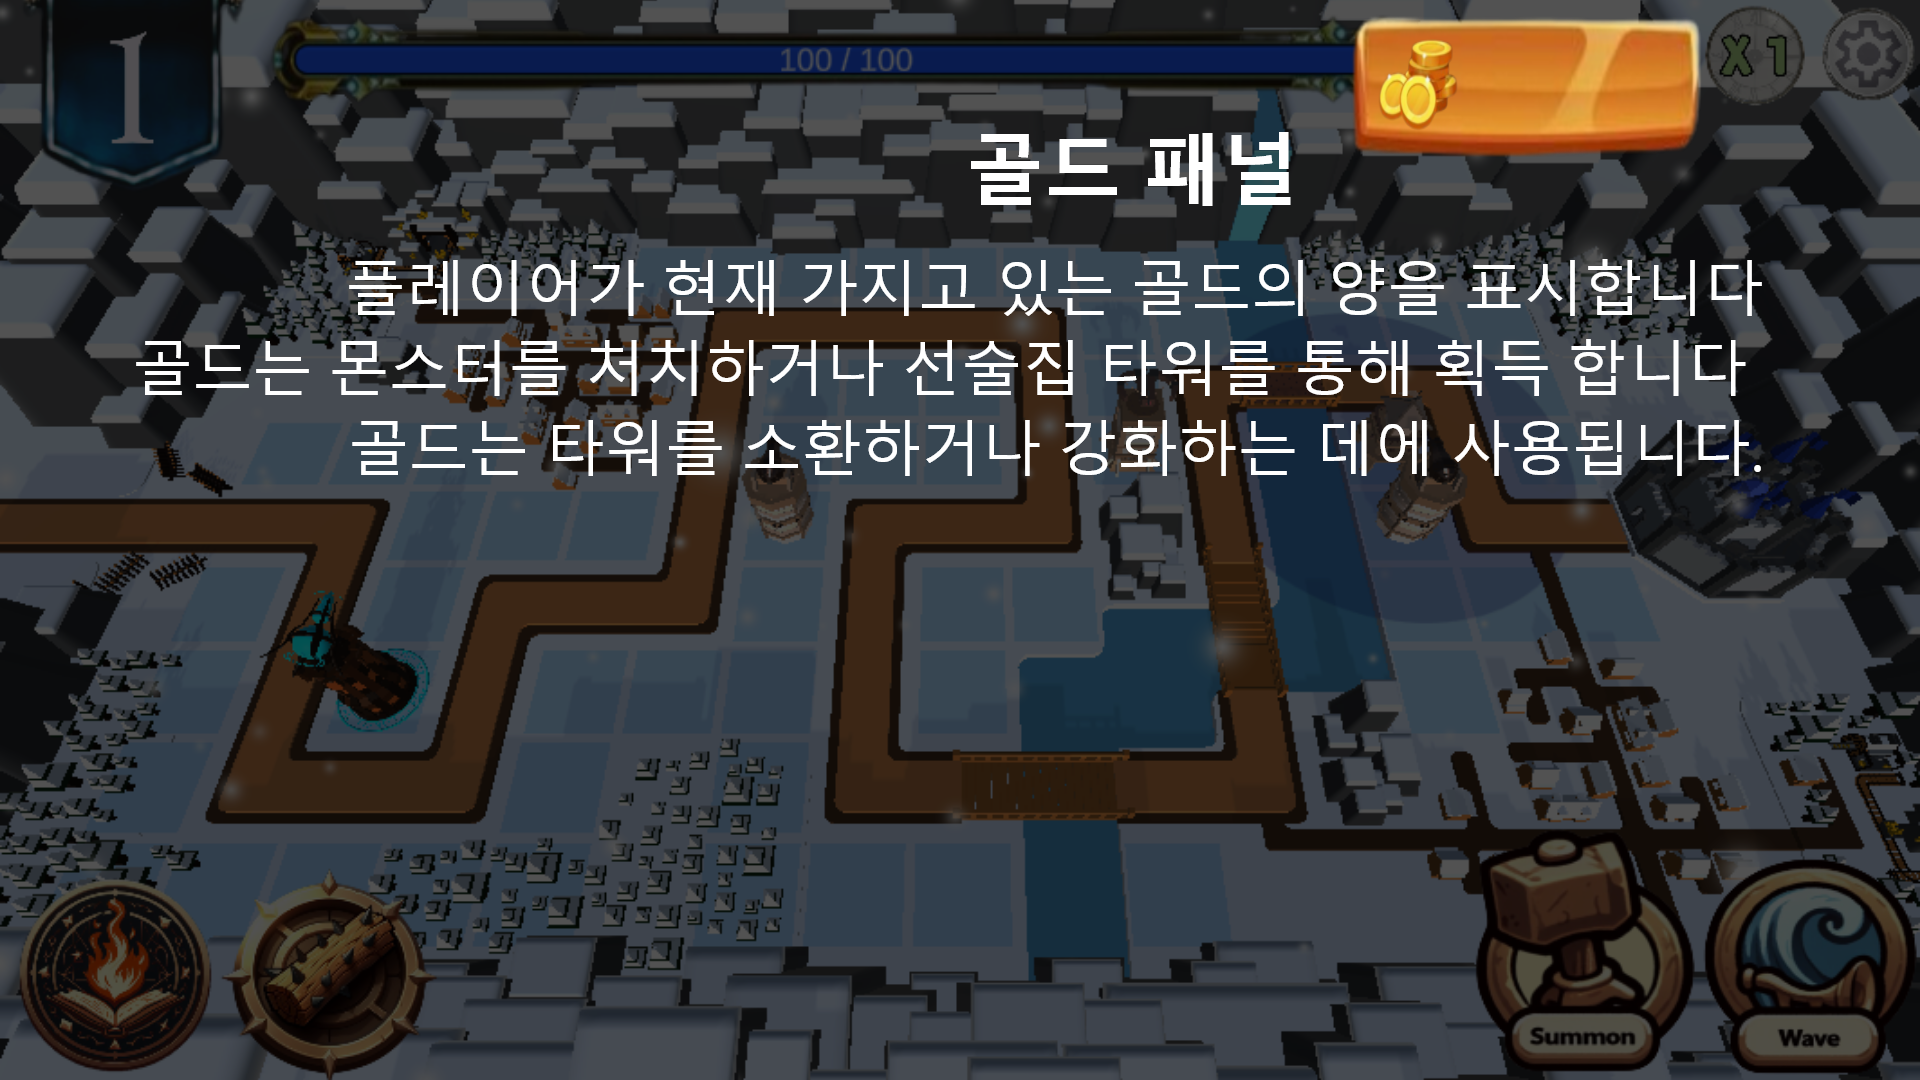 1
100 / 100
X 1
골드 패널
플레이어가 현재 가지고 있는 골드의 양을 표시합니다
골드는 몬스터를 처치하거나 선술집 타워를 통해 획득 합니다
골드는 타워를 소환하거나 강화하는 데에 사용됩니다.
Summon
Wave